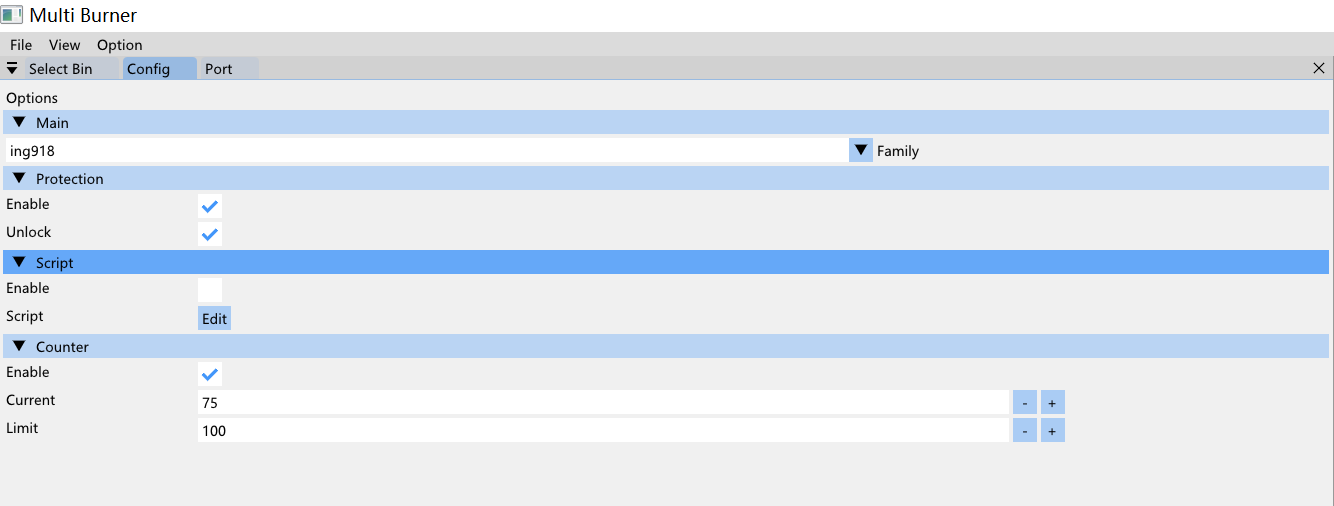 Multi Burner
File View Option
Select Bin Config Port
Options
Main
ing918 Family
Protection
Enable
Unlock
Script
Enable
Script Edit
Counter
Enable
Current 75 - +
Limit 100 - +